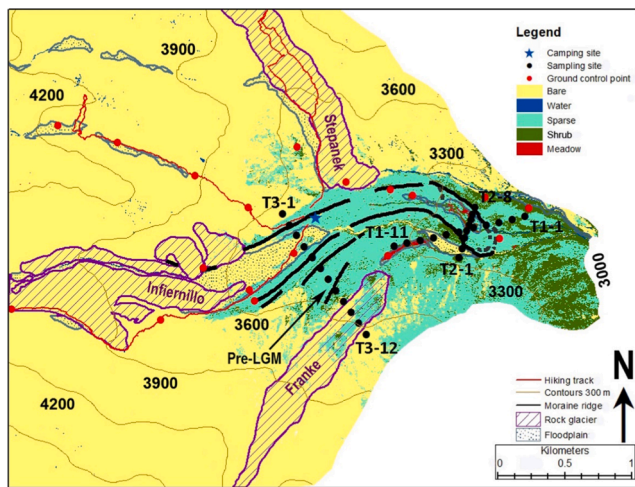 3900
4200
3600
Stepanek
3300
T3-1
T2-8
T1-11
T1-1
T2-1
3000
Infiernillo
3300
3600
Pre-LGM
T3-12
Franke
3900
4200
Legend
Camping site
Sampling site
Ground control point
Bare
Water
Sparse
Shrub
Meadow
N
Hiking track
Contours 300 m
Moraine ridge
Rock glacier
Floodplain
Kilometers
0 0.5 1